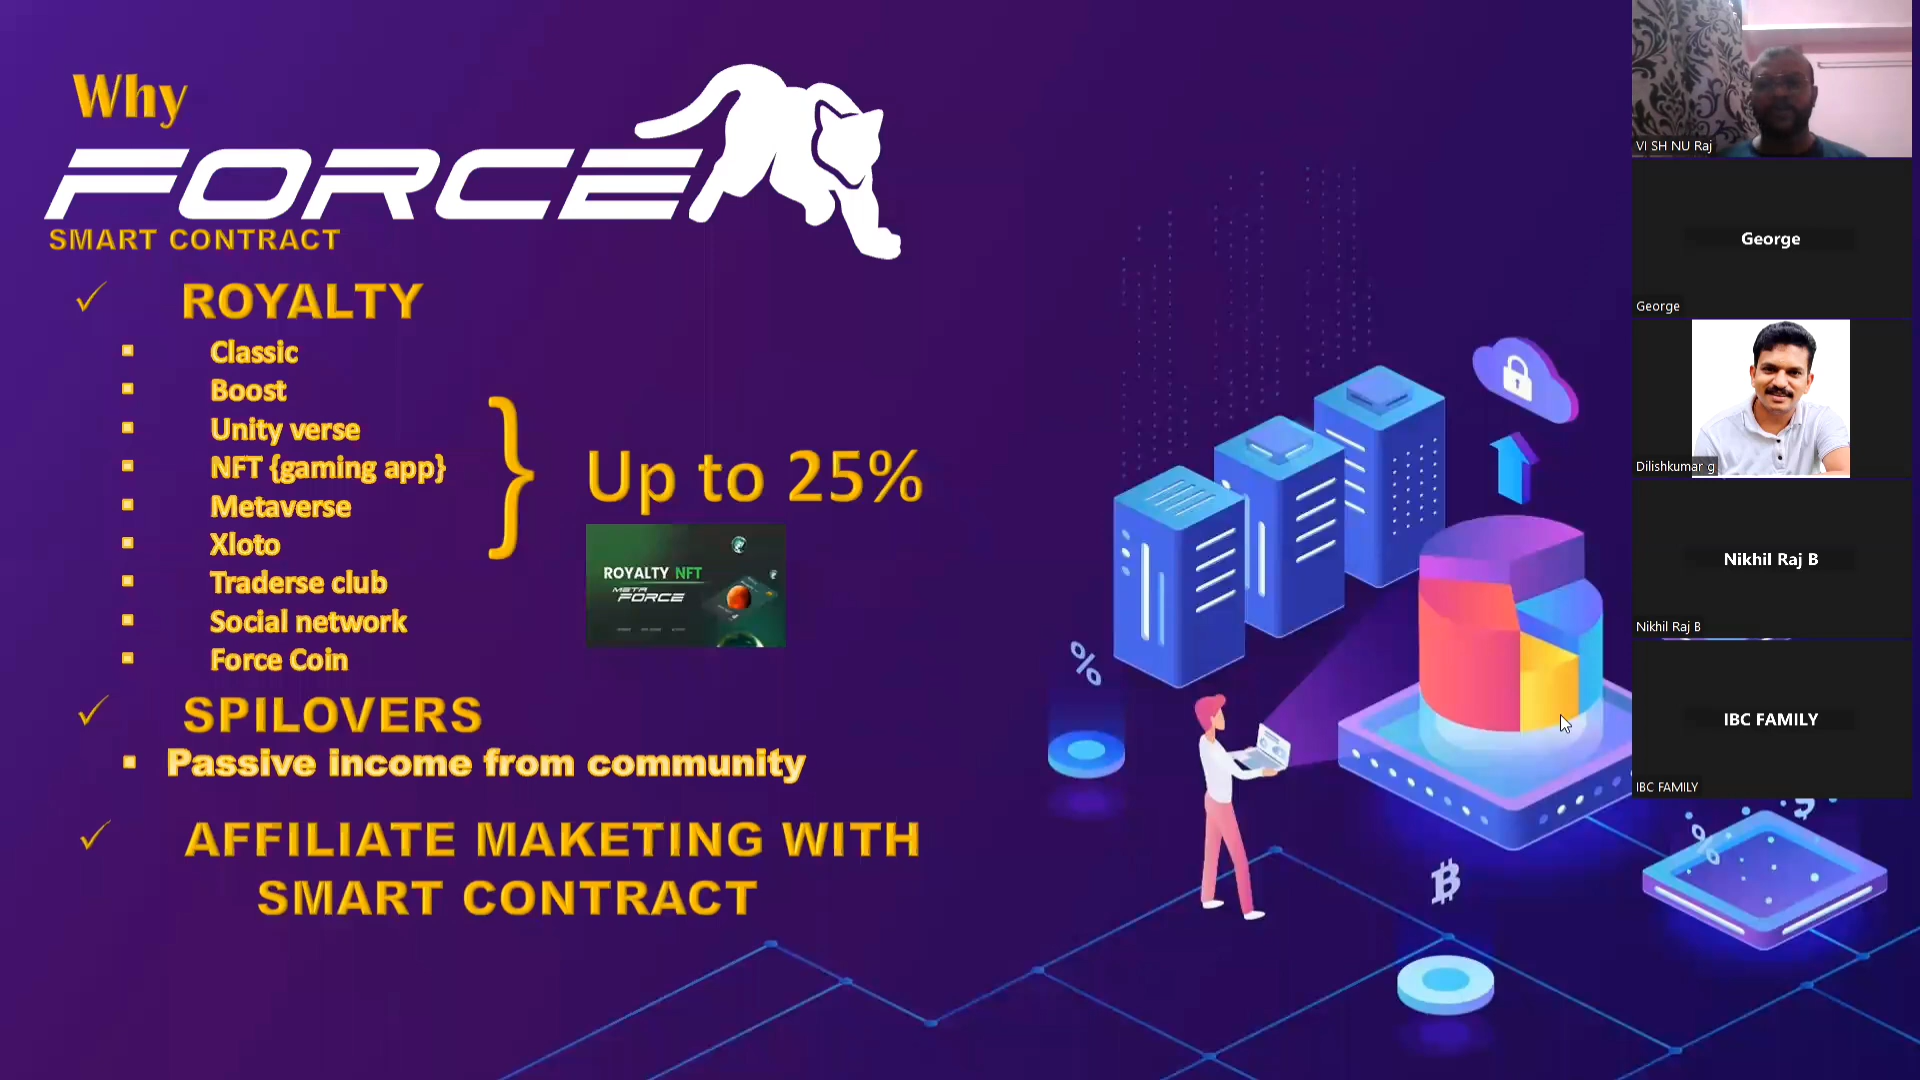 Why
FORCE
SMART CONTRACT
✓ ROYALTY
▪ Classic
▪ Boost
▪ Unity verse
▪ NFT {gaming app}
▪ Metaverse
▪ Xloto
▪ Traderse club
▪ Social network
▪ Force Coin
} Up to 25%
ROYALTY NFT
META
FORCE
✓ SPILOVERS
▪ Passive income from community
✓ AFFILIATE MAKETING WITH
SMART CONTRACT
%
₿
%
$
VI SH NU Raj
George
George
Dilishkumar g
Nikhil Raj B
Nikhil Raj B
IBC FAMILY
IBC FAMILY